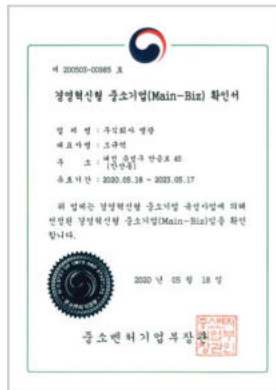 제 200503-00985 호
경영혁신형 중소기업(Main-Biz) 확인서
업 체 명 : 주식회사 영광
대표자명 : 오규억
주 소 : 대전 유성구 안금로 45
유효기간 : 2020.05.18 ~ 2023.05.17
위 업체는 경영혁신형 중소기업 육성사업에 의해
선정된 경영혁신형 중소기업(Main-Biz)임을 확인
합니다.
2020 년 05 월 18 일
중소벤처기업부장관